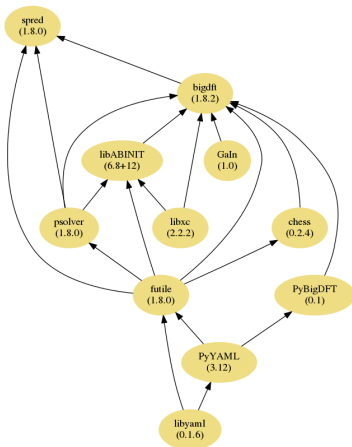 spred
(1.8.0)
bigdft
(1.8.2)
libABINIT
(6.8+12)
GaIn
(1.0)
psolver
(1.8.0)
libxc
(2.2.2)
chess
(0.2.4)
futile
(1.8.0)
PyBigDFT
(0.1)
PyYAML
(3.12)
libyaml
(0.1.6)